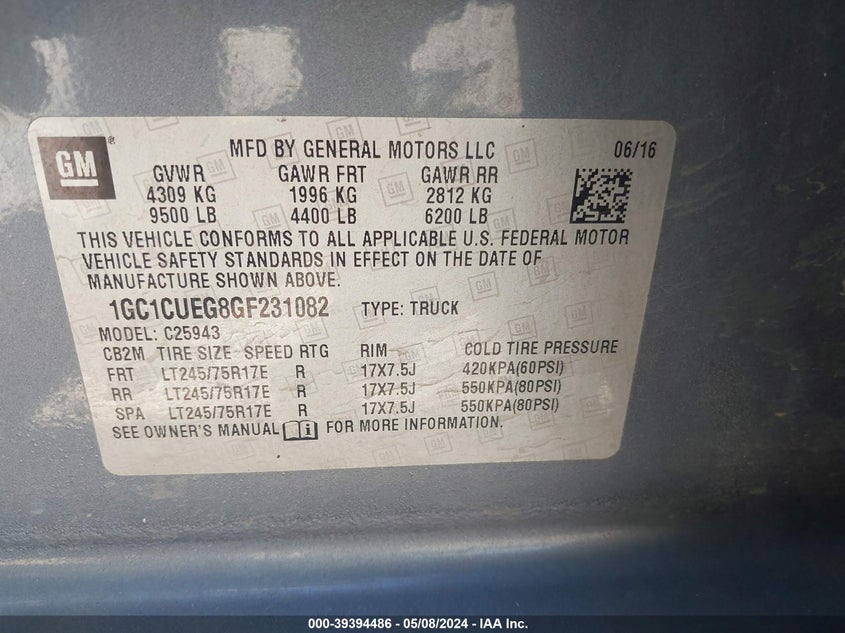 GM® MFD BY GENERAL MOTORS LLC 06/16
GVWR GAWR FRT GAWR RR
4309 KG 1996 KG 2812 KG
9500 LB 4400 LB 6200 LB
THIS VEHICLE CONFORMS TO ALL APPLICABLE U.S. FEDERAL MOTOR
VEHICLE SAFETY STANDARDS IN EFFECT ON THE DATE OF
MANUFACTURE SHOWN ABOVE.
1GC1CUEG8GF231082 TYPE: TRUCK
MODEL: C25943
CB2M TIRE SIZE SPEED RTG RIM COLD TIRE PRESSURE
FRT LT245/75R17E R 17X7.5J 420KPA(60PSI)
RR LT245/75R17E R 17X7.5J 550KPA(80PSI)
SPA LT245/75R17E R 17X7.5J 550KPA(80PSI)
SEE OWNER'S MANUAL i FOR MORE INFORMATION.
000-39394486 - 05/08/2024 - IAA Inc.